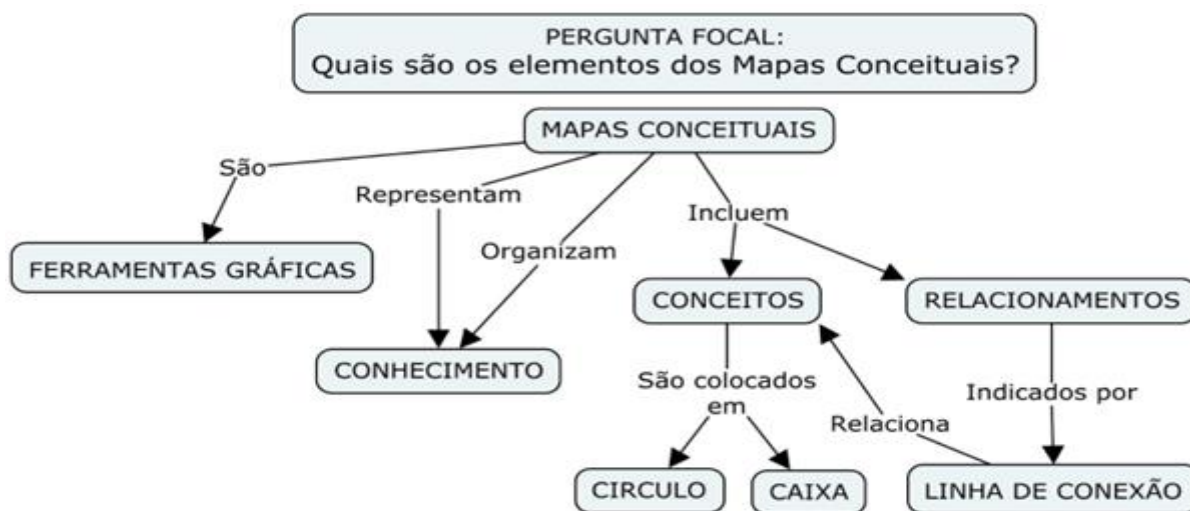 PERGUNTA FOCAL:
Quais são os elementos dos Mapas Conceituais?
MAPAS CONCEITUAIS
São
Representam
Incluem
Organizam
FERRAMENTAS GRÁFICAS
CONCEITOS
RELACIONAMENTOS
CONHECIMENTO
São colocados
em
Indicados por
Relaciona
CIRCULO
CAIXA
LINHA DE CONEXÃO